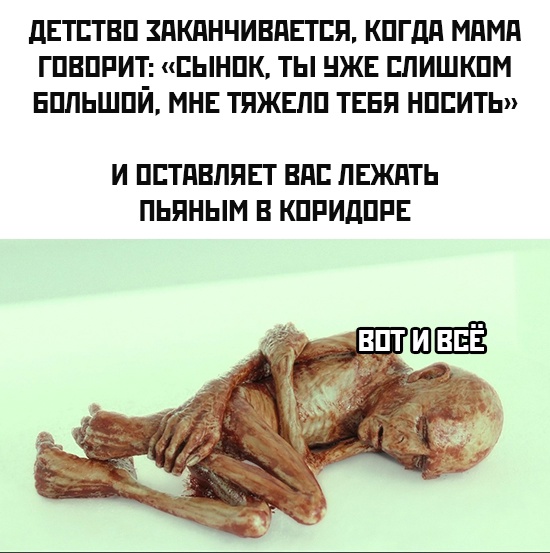 ДЕТСТВО ЗАКАНЧИВАЕТСЯ, КОГДА МАМА
ГОВОРИТ: «СЫНОК, ТЫ УЖЕ СЛИШКОМ
БОЛЬШОЙ, МНЕ ТЯЖЕЛО ТЕБЯ НОСИТЬ»
И ОСТАВЛЯЕТ ВАС ЛЕЖАТЬ
ПЬЯНЫМ В КОРИДОРЕ
ВОТ И ВСЁ